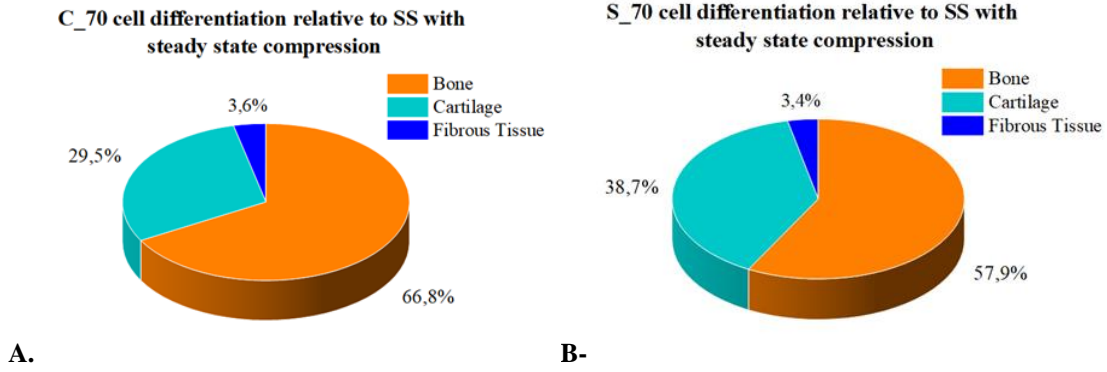 C_70 cell differentiation relative to SS with
steady state compression
Bone
Cartilage
Fibrous Tissue
3,6%
29,5%
66,8%
A.
S_70 cell differentiation relative to SS with
steady state compression
Bone
Cartilage
Fibrous Tissue
3,4%
38,7%
57,9%
B-